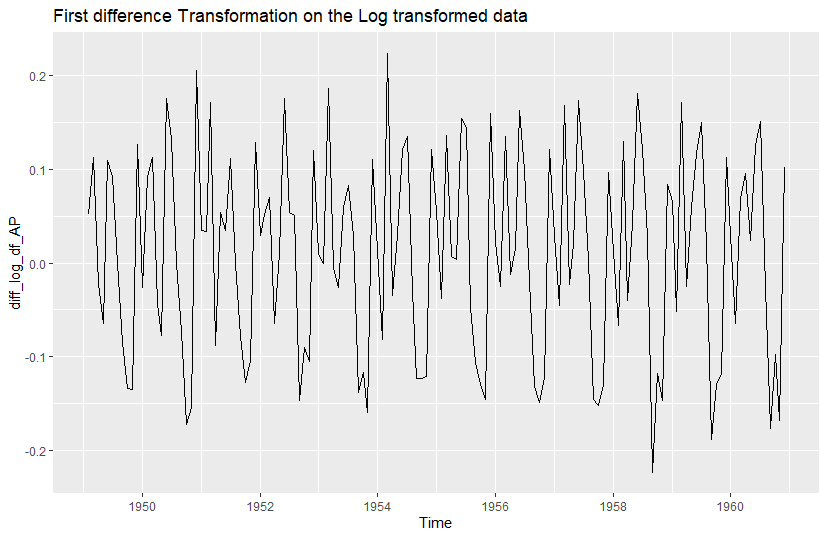 First difference Transformation on the Log transformed data
diff_log_df_AP
0.2
0.1
0.0
-0.1
-0.2
1950 1952 1954 1956 1958 1960
Time